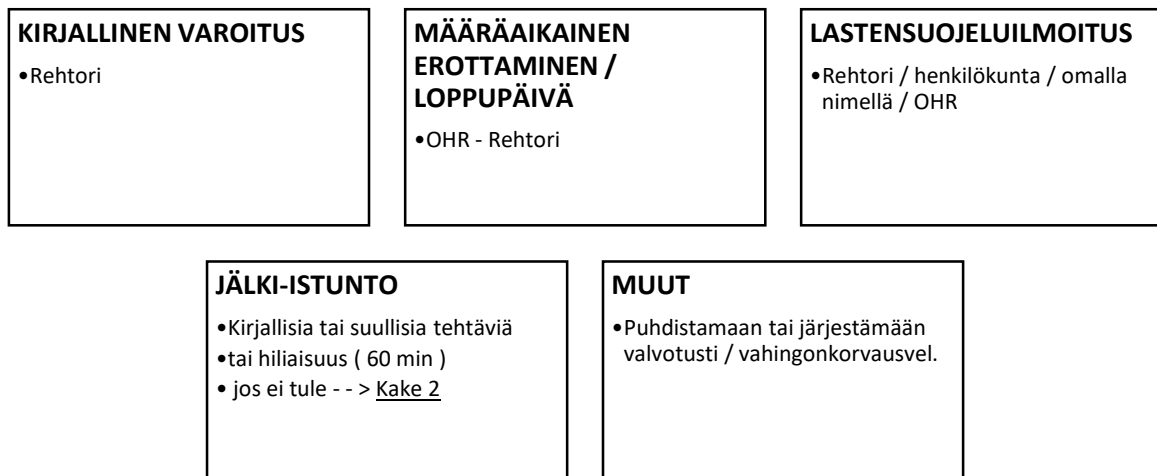 KIRJALLINEN VAROITUS
•Rehtori
MÄÄRÄAIKAINEN
EROTTAMINEN /
LOPPUPÄIVÄ
•OHR - Rehtori
LASTENSUOJELUILMOITUS
•Rehtori / henkilökunta / omalla
nimellä / OHR
JÄLKI-ISTUNTO
•Kirjallisia tai suullisia tehtäviä
•tai hiliaisuus ( 60 min )
• jos ei tule - - > Kake 2
MUUT
•Puhdistamaan tai järjestämään
valvotusti / vahingonkorvausvel.